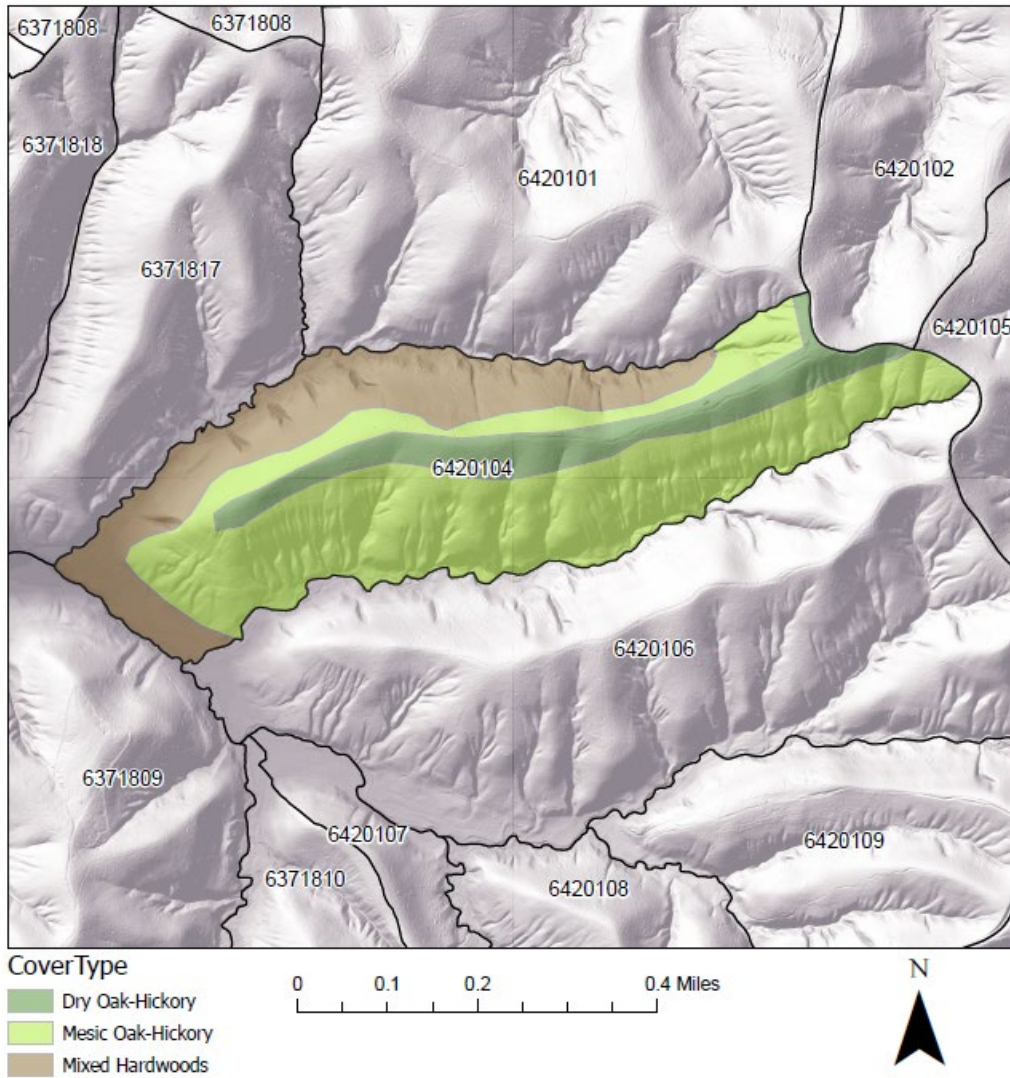 6371808
6371808
6371818
6420101
6420102
6371817
6420105
6420104
6420106
6371809
6420107
6420109
6371810
6420108
CoverType
Dry Oak-Hickory
Mesic Oak-Hickory
Mixed Hardwoods
0 0.1 0.2 0.4 Miles
N